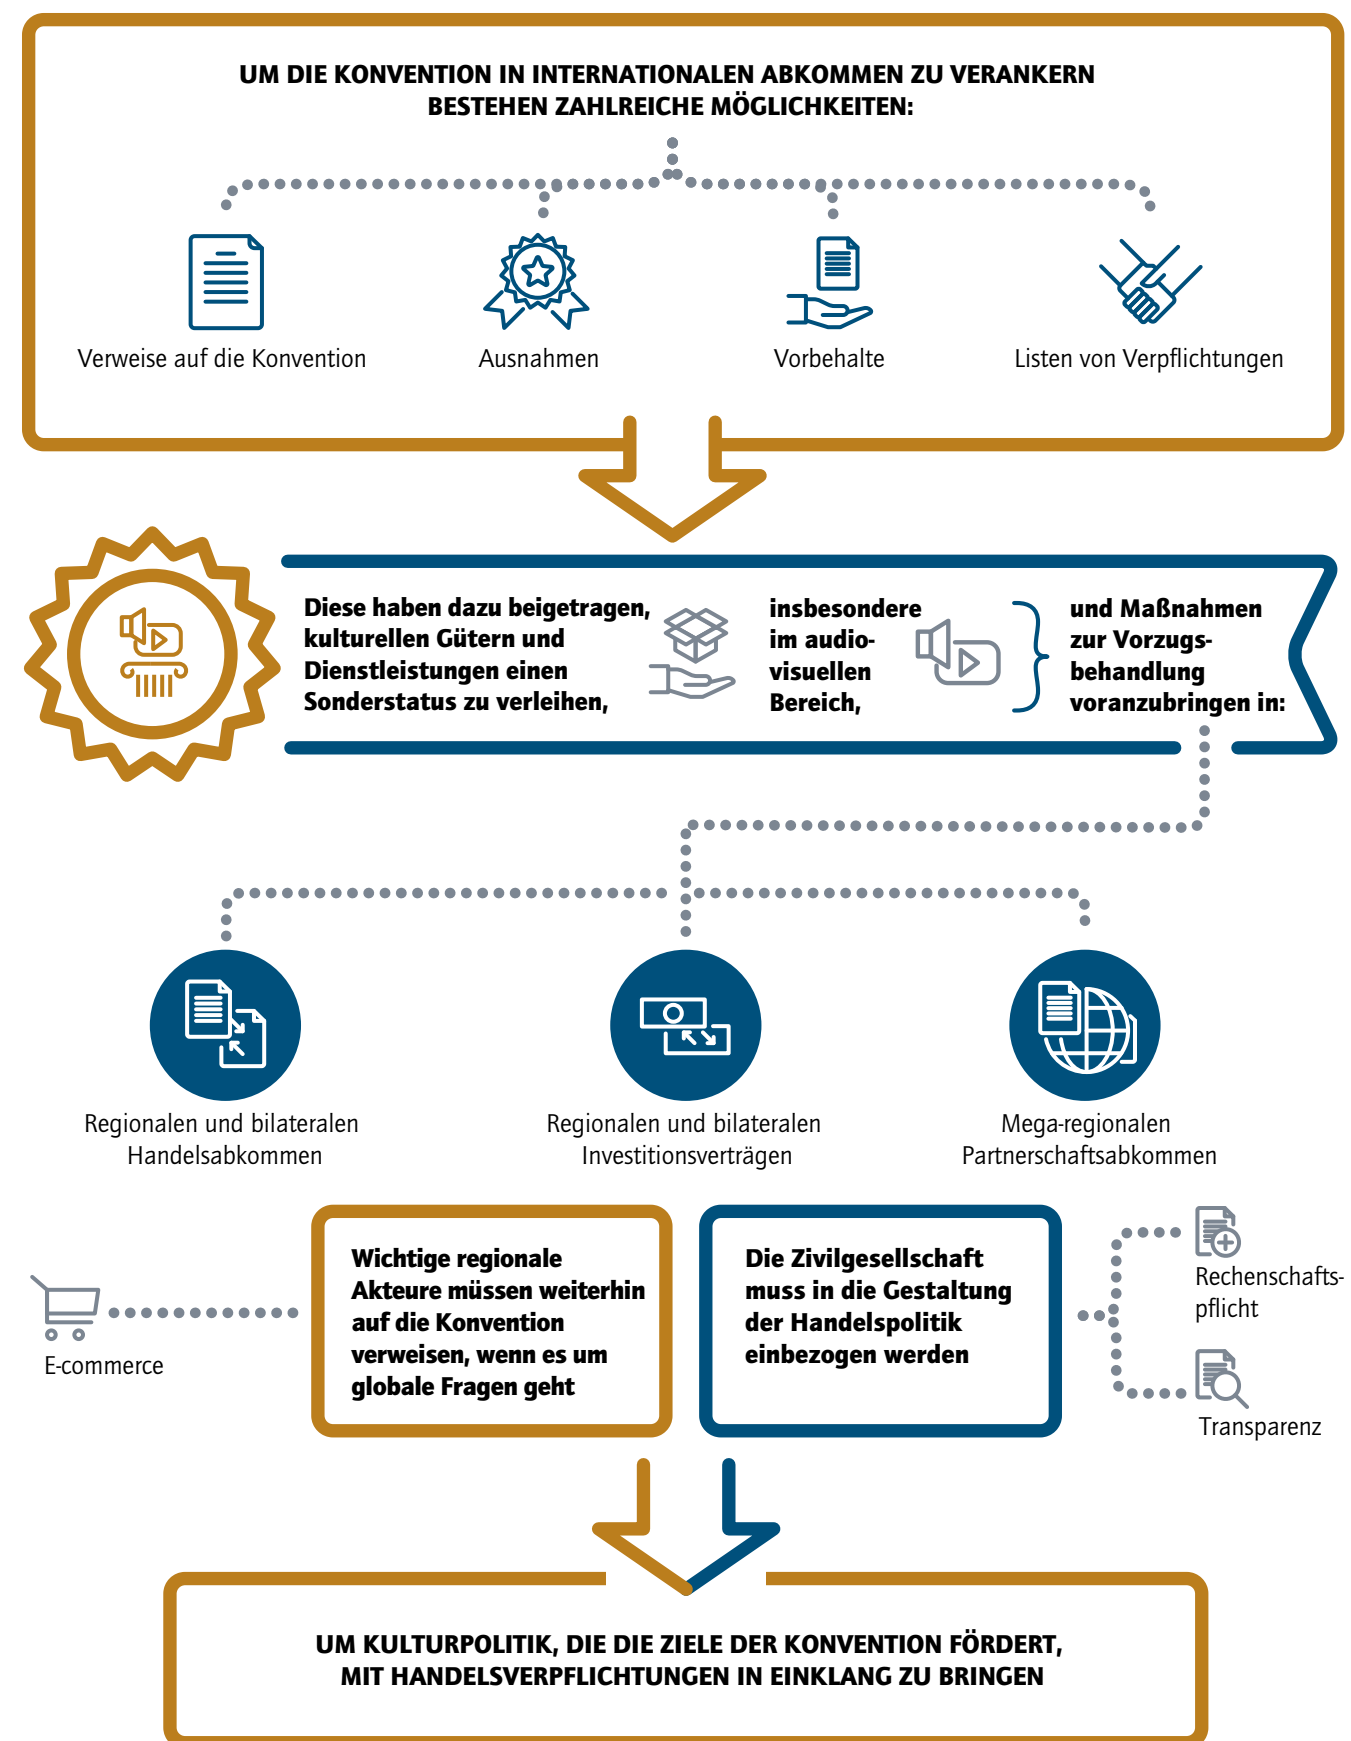 UM DIE KONVENTION IN INTERNATIONALEN ABKOMMEN ZU VERANKERN
BESTEHEN ZAHLREICHE MÖGLICHKEITEN:
Verweise auf die Konvention
Ausnahmen
Vorbehalte
Listen von Verpflichtungen
Diese haben dazu beigetragen,
kulturellen Gütern und
Dienstleistungen einen
Sonderstatus zu verleihen,
insbesondere
im audio-
visuellen
Bereich,
und Maßnahmen
zur Vorzugs-
behandlung
voranzubringen in:
Regionalen und bilateralen
Handelsabkommen
Regionalen und bilateralen
Investitionsverträgen
Mega-regionalen
Partnerschaftsabkommen
E-commerce
Wichtige regionale
Akteure müssen weiterhin
auf die Konvention
verweisen, wenn es um
globale Fragen geht
Die Zivilgesellschaft
muss in die Gestaltung
der Handelspolitik
einbezogen werden
Rechenschafts-
pflicht
Transparenz
UM KULTURPOLITIK, DIE DIE ZIELE DER KONVENTION FÖRDERT,
MIT HANDELSVERPFLICHTUNGEN IN EINKLANG ZU BRINGEN